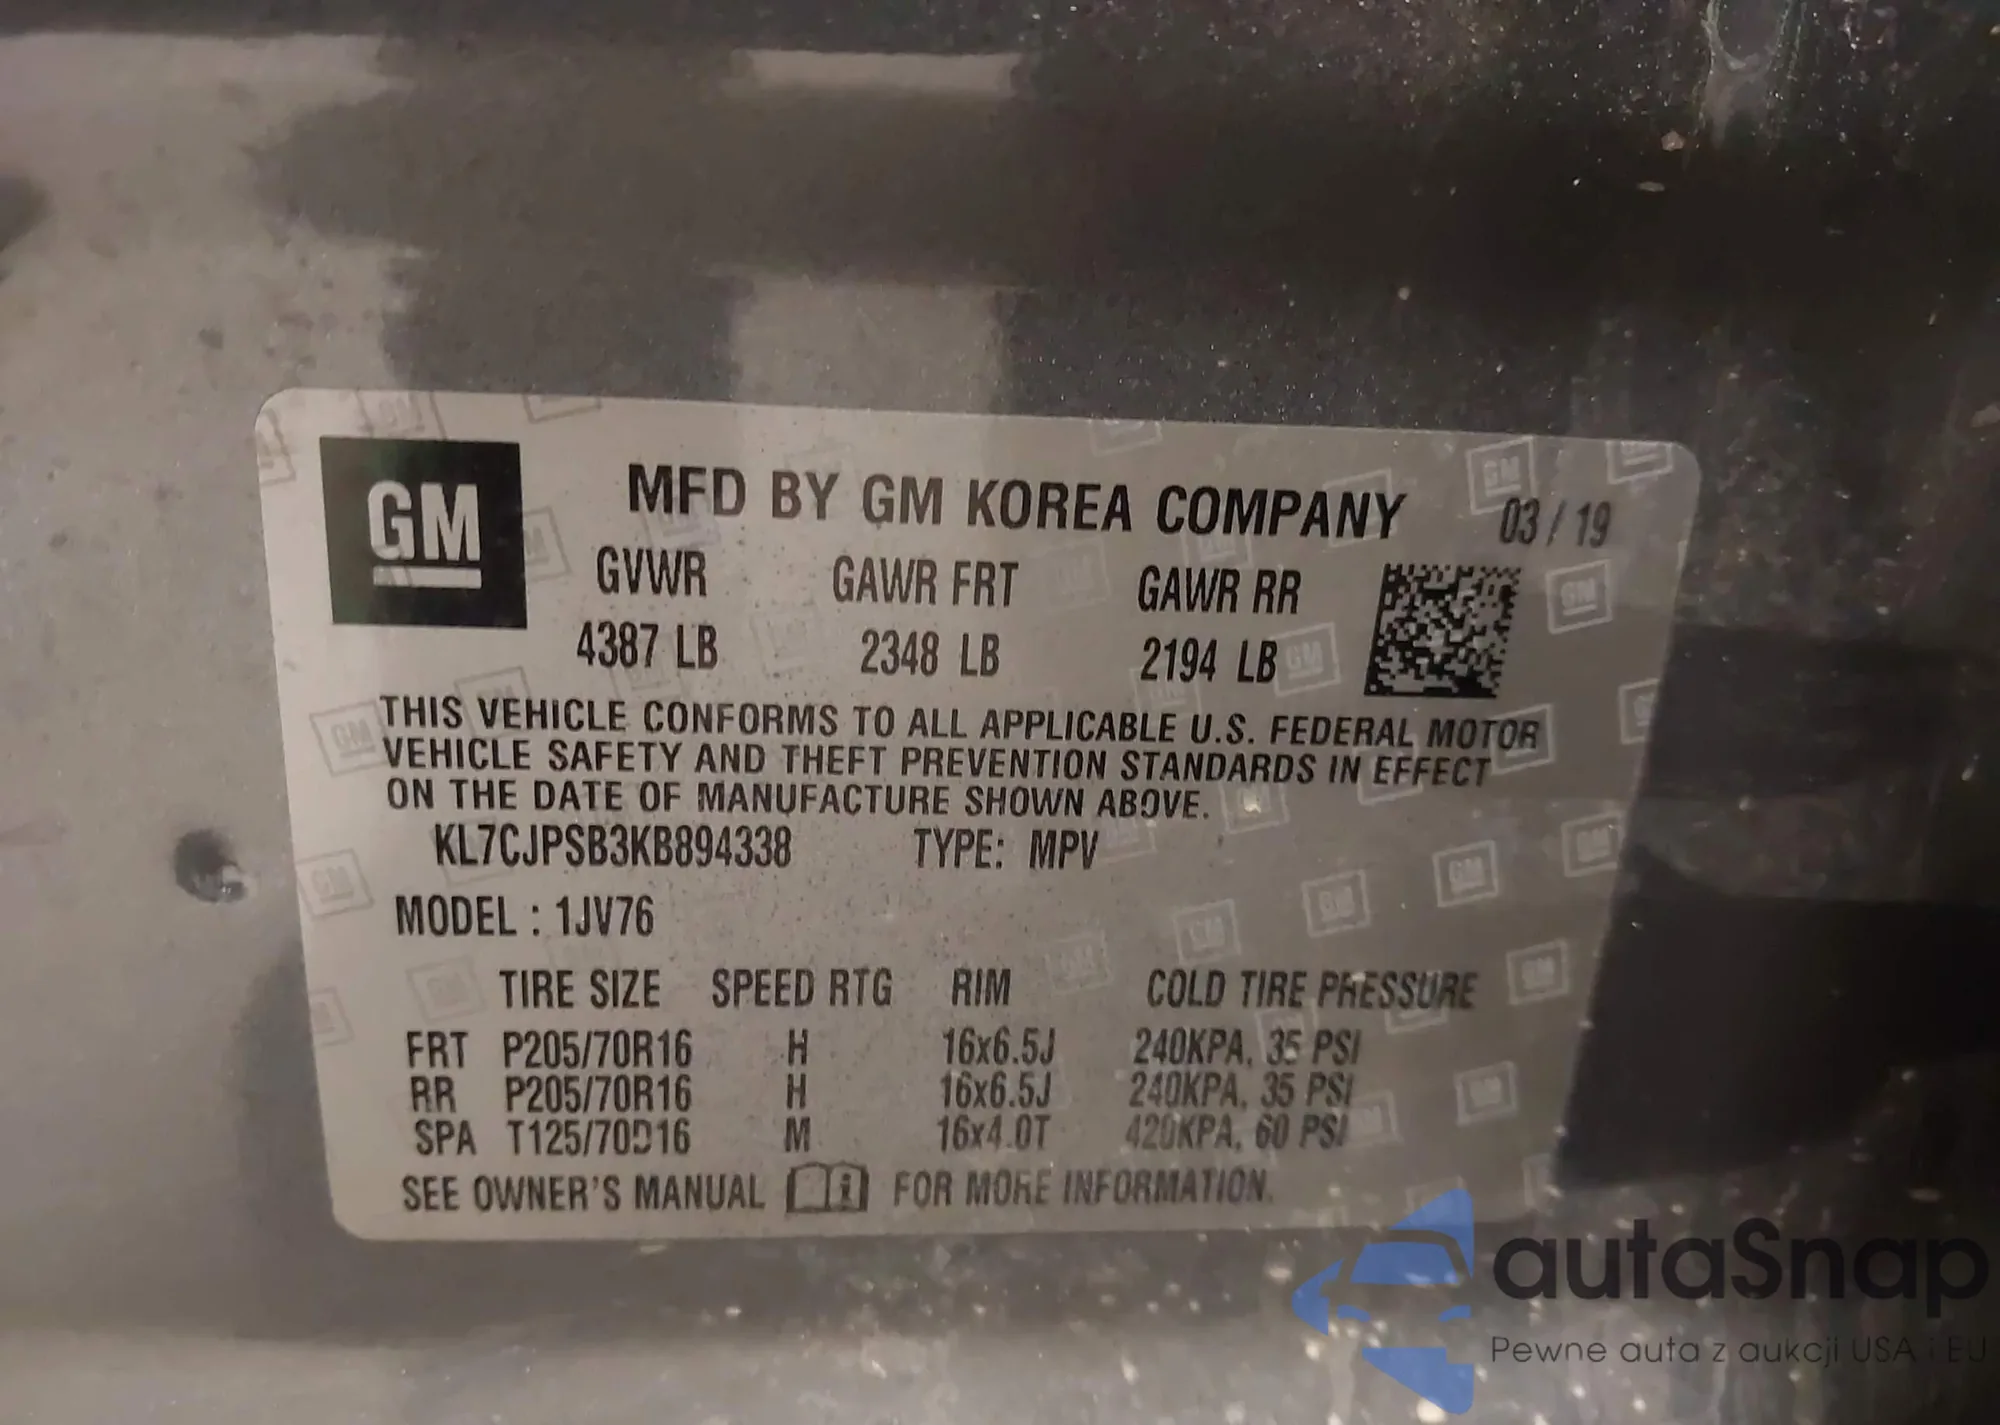 GM
MFD BY GM KOREA COMPANY 03 / 19
GVWR GAWR FRT GAWR RR
4387 LB 2348 LB 2194 LB
THIS VEHICLE CONFORMS TO ALL APPLICABLE U.S. FEDERAL MOTOR
VEHICLE SAFETY AND THEFT PREVENTION STANDARDS IN EFFECT
ON THE DATE OF MANUFACTURE SHOWN ABOVE.
KL7CJPSB3KB894338 TYPE: MPV
MODEL : 1JV76
TIRE SIZE SPEED RTG RIM COLD TIRE PRESSURE
FRT P205/70R16 H 16x6.5J 240KPA, 35 PSI
RR P205/70R16 H 16x6.5J 240KPA, 35 PSI
SPA T125/70D16 M 16x4.0T 420KPA, 60 PSI
SEE OWNER'S MANUAL FOR MORE INFORMATION.
autaSnap
Pewne auta z aukcji USA i EU